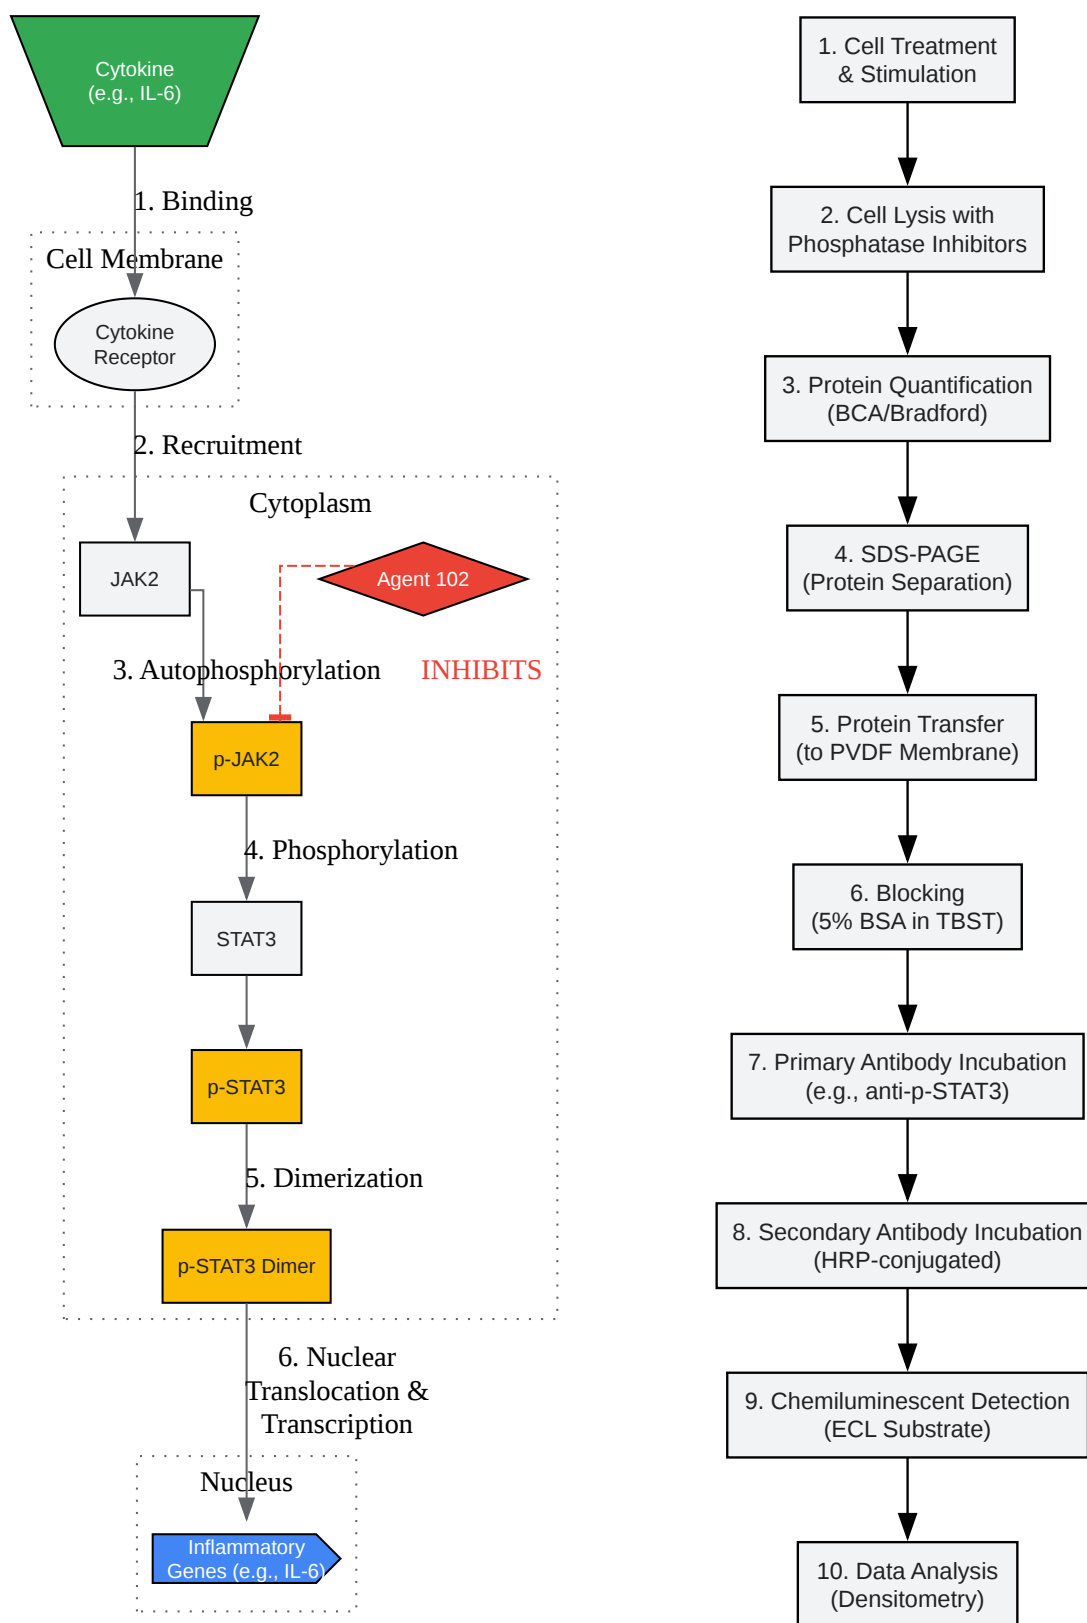 Cytokine
(e.g., IL-6)
1. Binding
Cell Membrane
Cytokine
Receptor
2. Recruitment
Cytoplasm
JAK2
Agent 102
3. Autophosphorylation
INHIBITS
p-JAK2
4. Phosphorylation
STAT3
p-STAT3
5. Dimerization
p-STAT3 Dimer
6. Nuclear
Translocation &
Transcription
Nucleus
Inflammatory
Genes (e.g., IL-6)
1. Cell Treatment
& Stimulation
2. Cell Lysis with
Phosphatase Inhibitors
3. Protein Quantification
(BCA/Bradford)
4. SDS-PAGE
(Protein Separation)
5. Protein Transfer
(to PVDF Membrane)
6. Blocking
(5% BSA in TBST)
7. Primary Antibody Incubation
(e.g., anti-p-STAT3)
8. Secondary Antibody Incubation
(HRP-conjugated)
9. Chemiluminescent Detection
(ECL Substrate)
10. Data Analysis
(Densitometry)